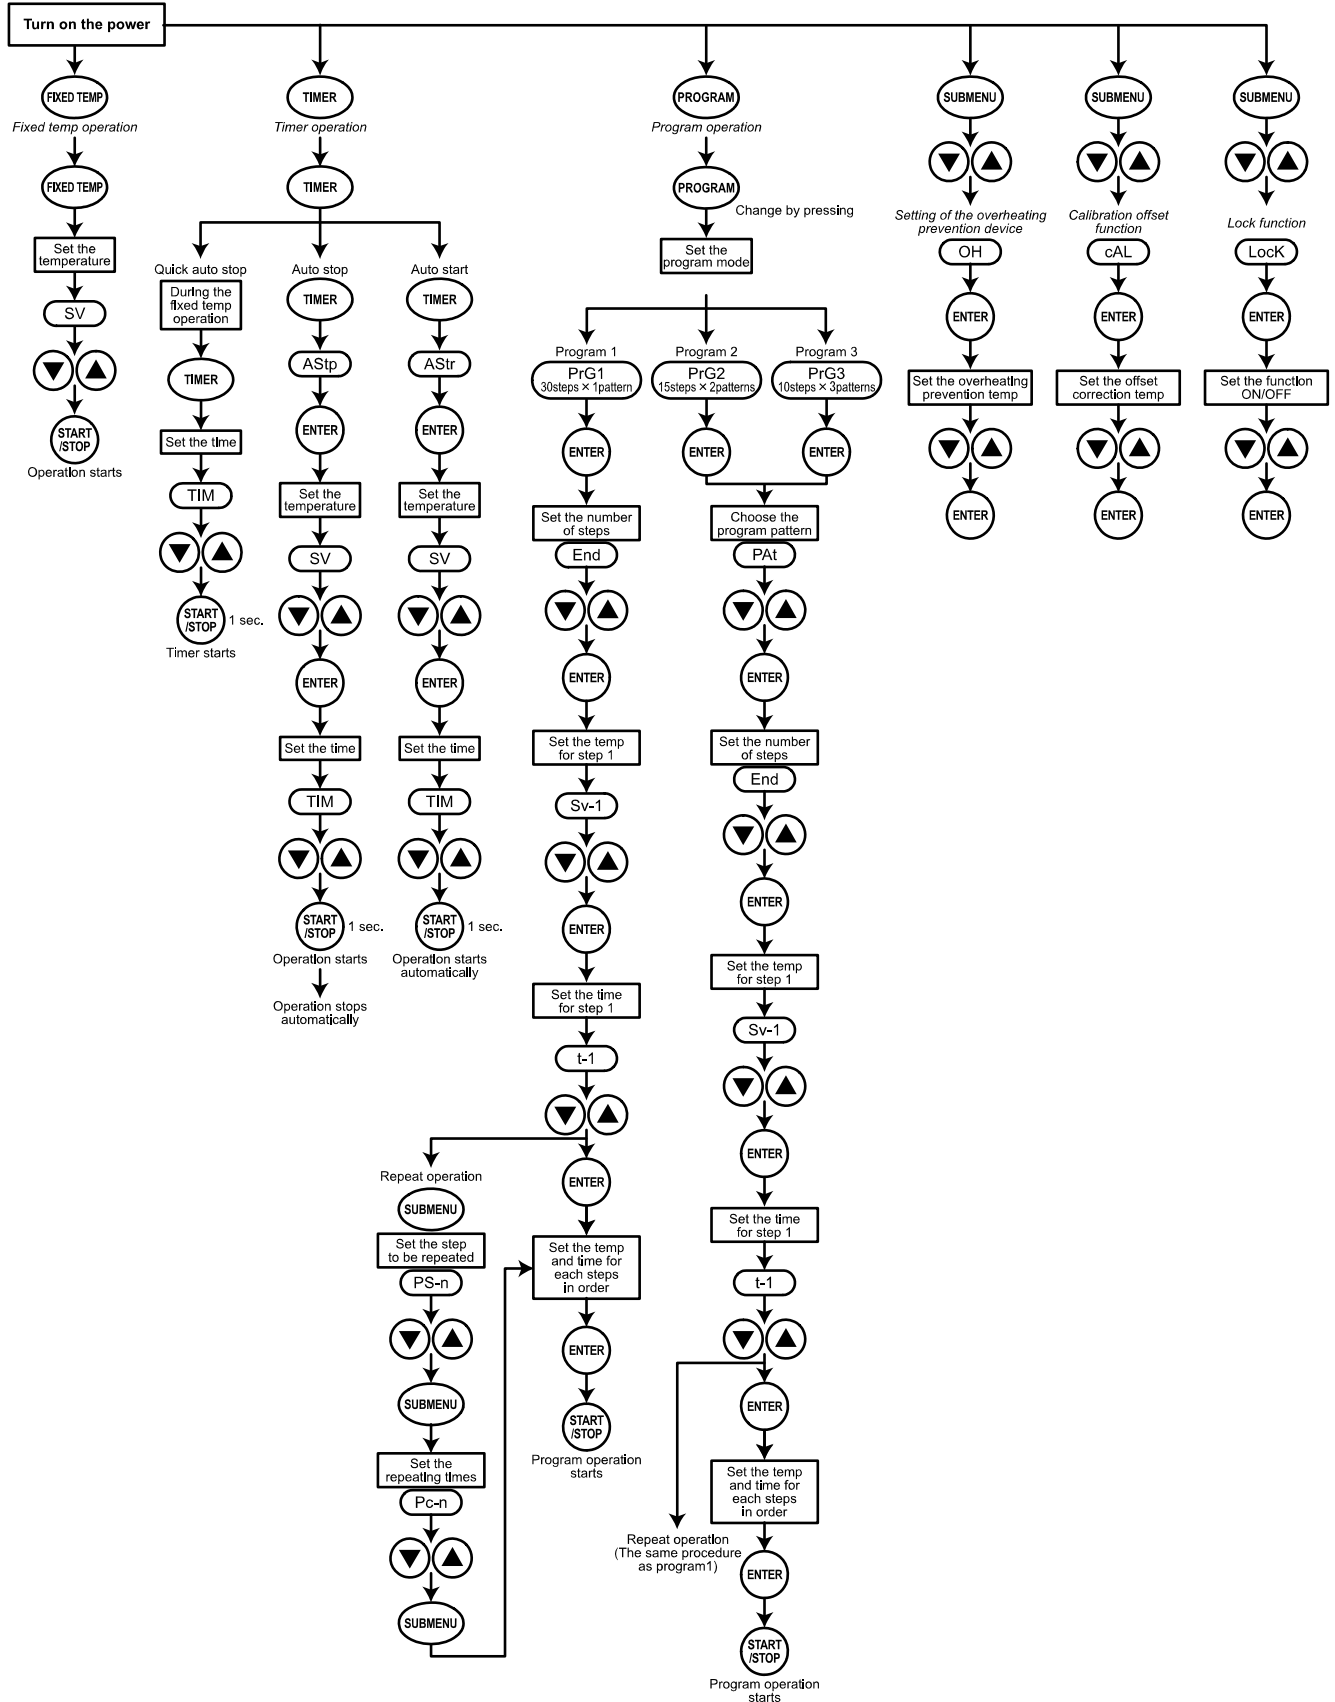 Turn on the power
FIXED TEMP
Fixed temp operation
FIXED TEMP
Set the
temperature
SV
START
/STOP
Operation starts
TIMER
Timer operation
TIMER
Quick auto stop
During the
fixed temp
operation
TIMER
Set the time
TIM
START
/STOP
1 sec.
Timer starts
Auto stop
TIMER
AStp
ENTER
Set the
temperature
SV
ENTER
Set the time
TIM
START
/STOP
1 sec.
Operation starts
Operation stops
automatically
Auto start
TIMER
AStr
ENTER
Set the
temperature
SV
ENTER
Set the time
TIM
START
/STOP
1 sec.
Operation starts
automatically
PROGRAM
Program operation
PROGRAM
Change by pressing
Set the
program mode
Program 1
PrG1
30steps × 1pattern
ENTER
Set the number
of steps
End
ENTER
Set the temp
for step 1
Sv-1
ENTER
Set the time
for step 1
t-1
Repeat operation
SUBMENU
Set the step
to be repeated
PS-n
SUBMENU
Set the
repeating times
Pc-n
SUBMENU
ENTER
Set the temp
and time for
each steps
in order
ENTER
START
/STOP
Program operation
starts
Program 2
PrG2
15steps × 2patterns
ENTER
Program 3
PrG3
10steps × 3patterns
ENTER
Choose the
program pattern
PAt
ENTER
Set the number
of steps
End
ENTER
Set the temp
for step 1
Sv-1
ENTER
Set the time
for step 1
t-1
Repeat operation
(The same procedure
as program1)
ENTER
Set the temp
and time for
each steps
in order
ENTER
START
/STOP
Program operation
starts
SUBMENU
Setting of the overheating
prevention device
OH
ENTER
Set the overheating
prevention temp
ENTER
SUBMENU
Calibration offset
function
cAL
ENTER
Set the offset
correction temp
ENTER
SUBMENU
Lock function
LocK
ENTER
Set the function
ON/OFF
ENTER